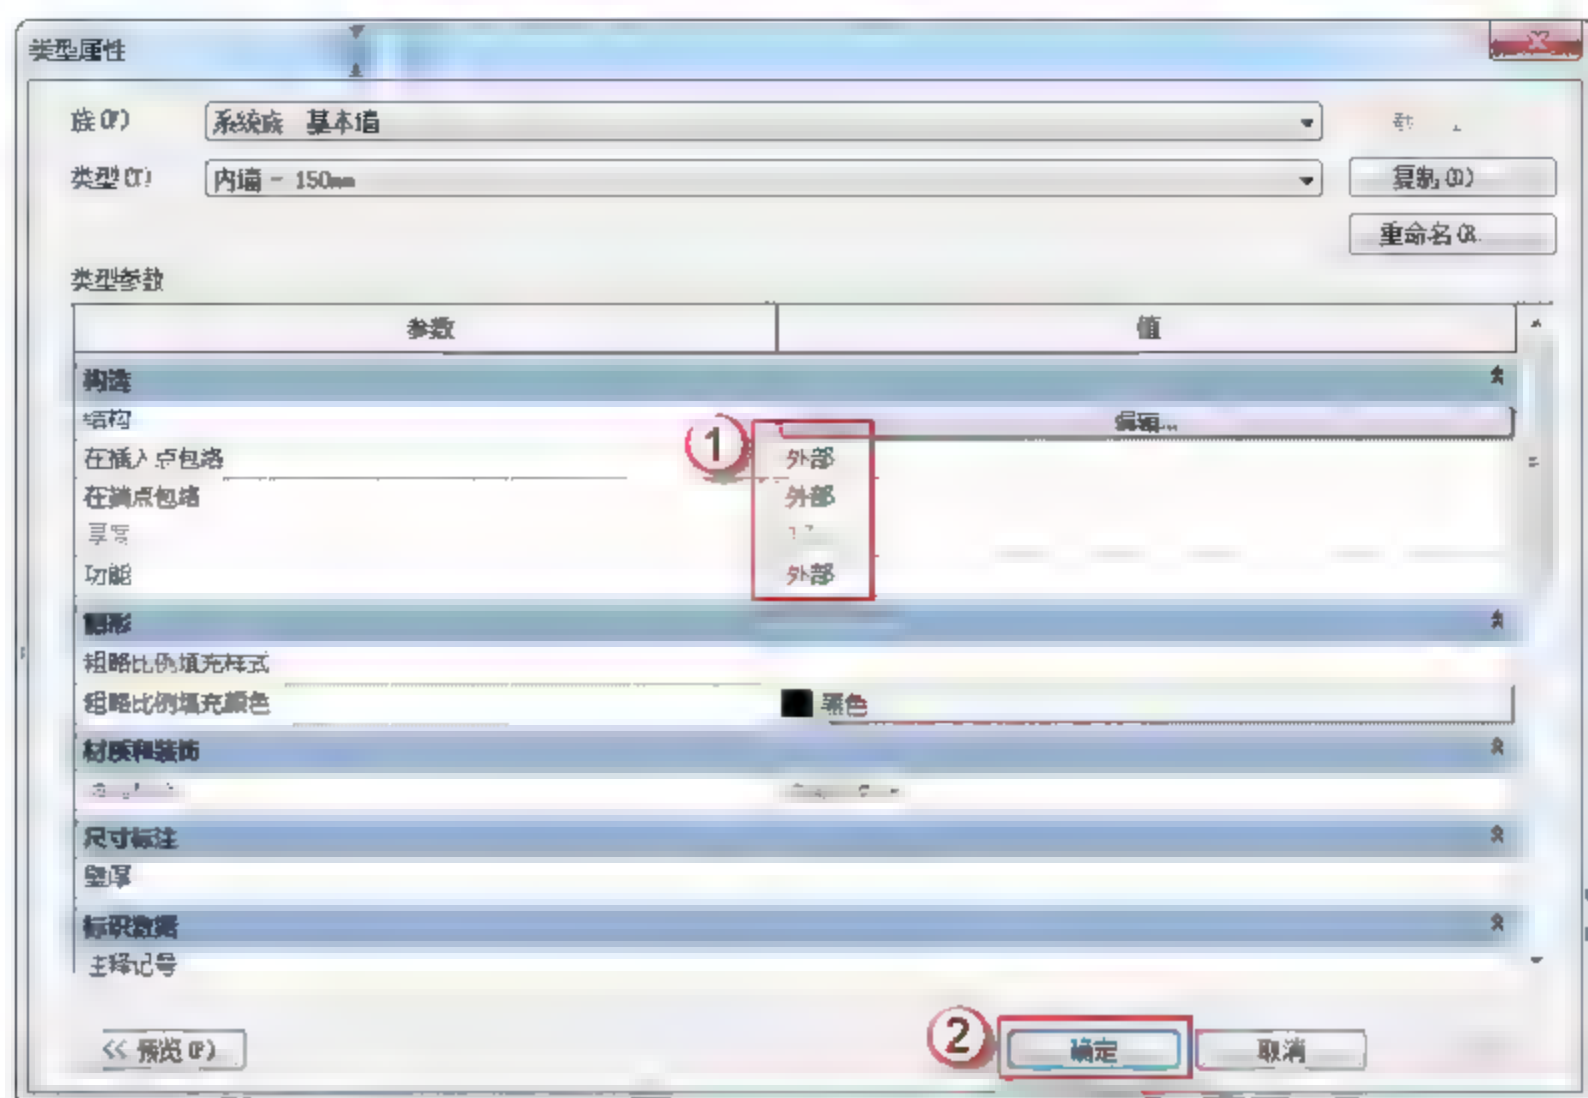 类型属性
族(F)
系统族 基本墙
类型(T)
内墙 - 150mm
复制(D)
重命名(R
类型参数
参数
值
构造
结构
编辑...
1
在插入点包络
外部
在端点包络
外部
厚度
功能
外部
图形
粗略比例填充样式
粗略比例填充颜色
黑色
材质和装饰
尺寸标注
壁厚
标识数据
注释记号
<< 预览(P)
2
确定
取消